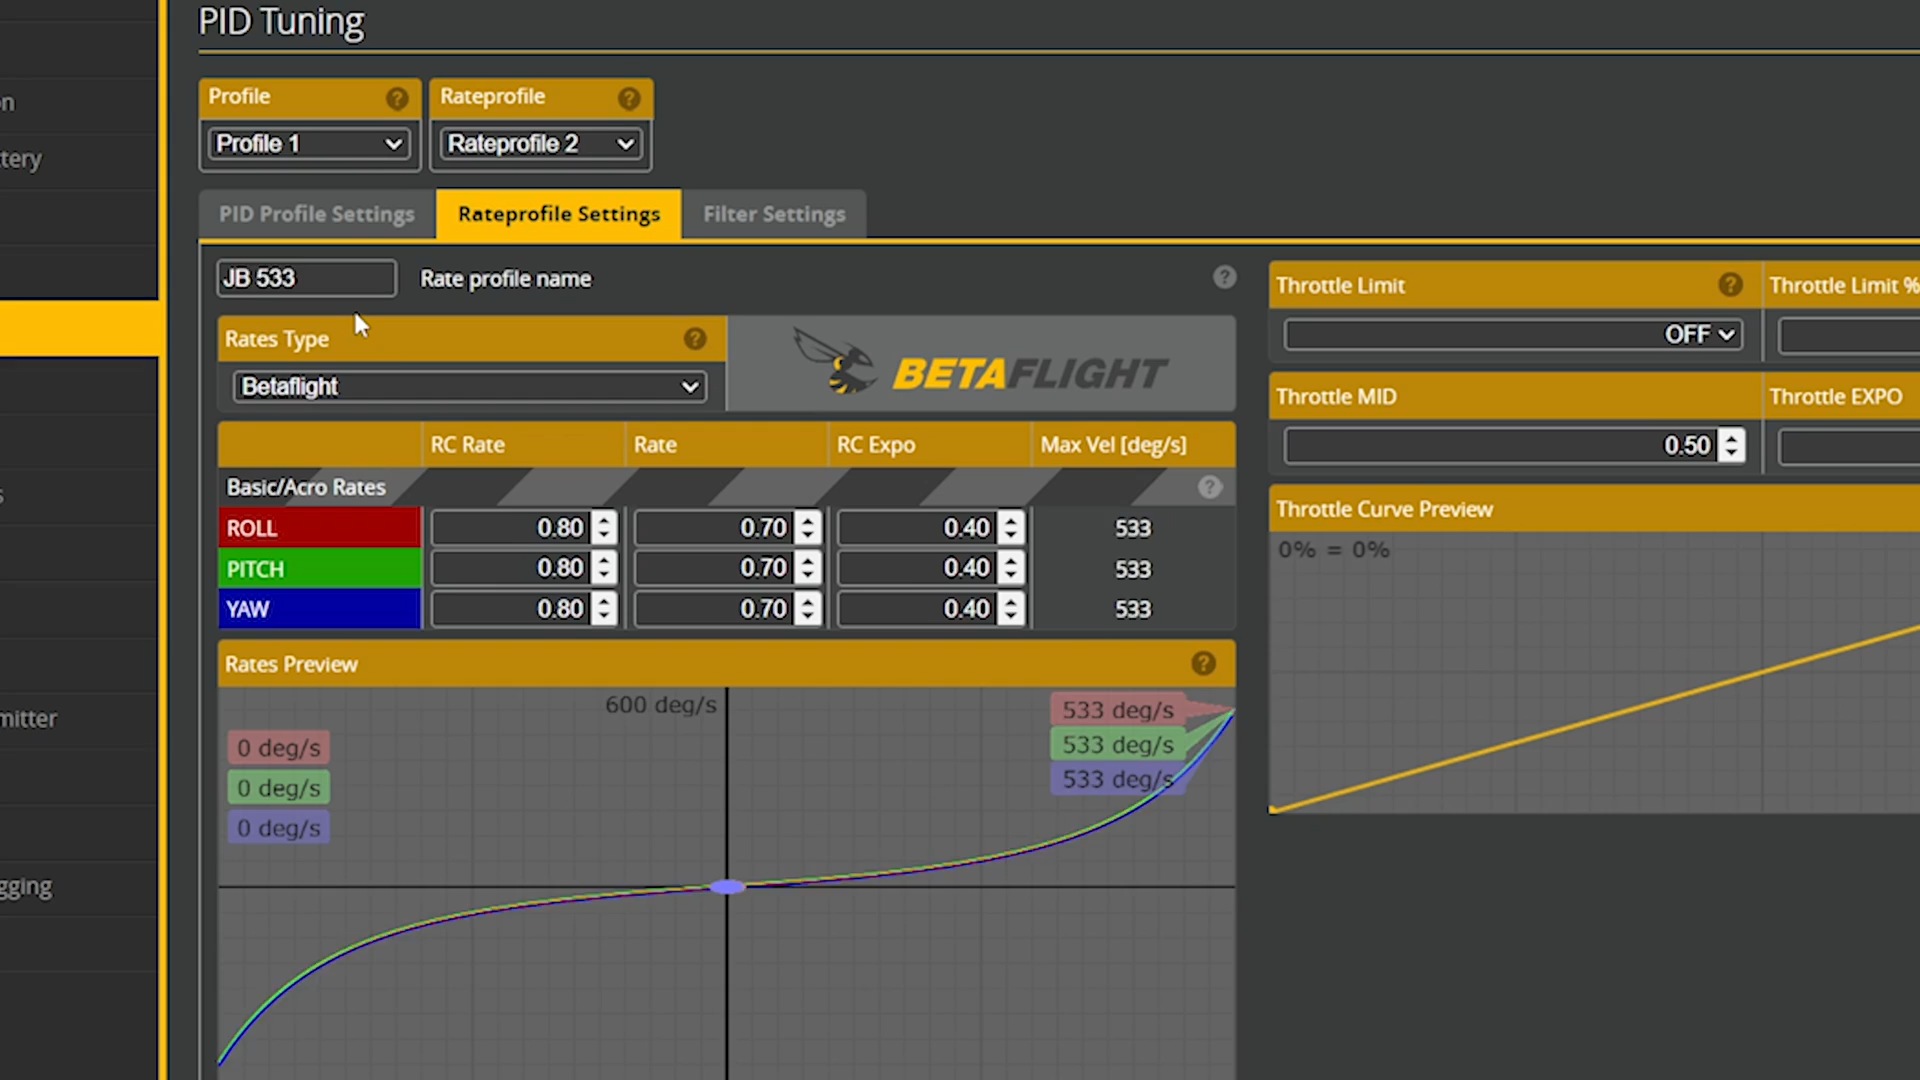 PID Tuning
Profile
Rateprofile
Profile 1
Rateprofile 2
PID Profile Settings
Rateprofile Settings
Filter Settings
JB 533
Rate profile name
Rates Type
Betaflight
BETAFLIGHT
RC Rate Rate RC Expo Max Vel [deg/s]
Basic/Acro Rates
ROLL 0.80 0.70 0.40 533
PITCH 0.80 0.70 0.40 533
YAW 0.80 0.70 0.40 533
Rates Preview
600 deg/s
533 deg/s
533 deg/s
533 deg/s
0 deg/s
0 deg/s
0 deg/s
Throttle Limit
Throttle Limit %
OFF
Throttle MID
Throttle EXPO
0.50
Throttle Curve Preview
0% = 0%
n
tery
s
mitter
gging